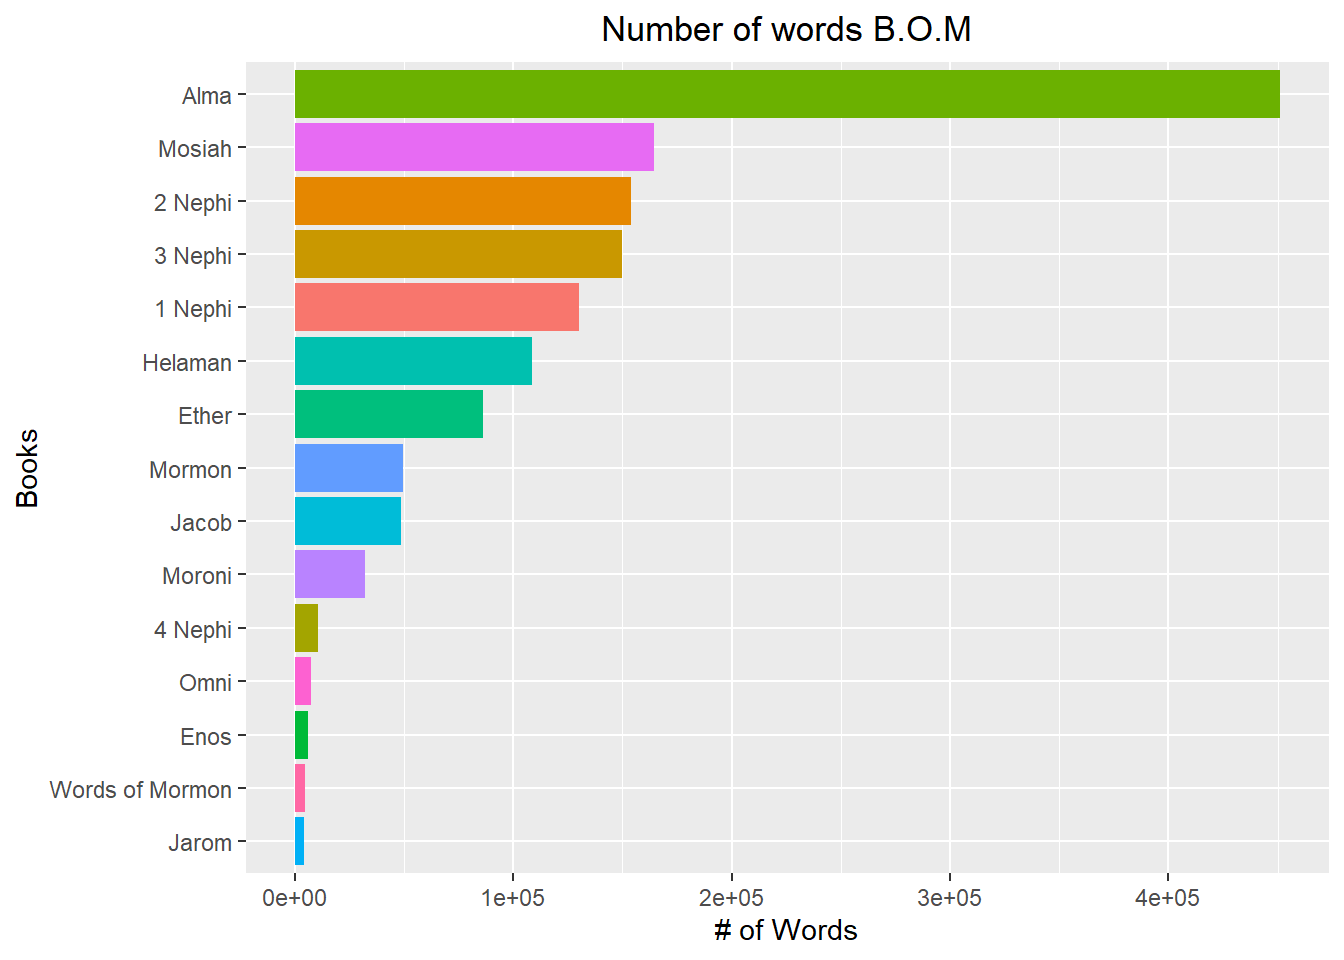 Number of words B.O.M
Alma
Mosiah
2 Nephi
3 Nephi
1 Nephi
Helaman
Ether
Mormon
Jacob
Moroni
4 Nephi
Omni
Enos
Words of Mormon
Jarom
Books
0e+00 1e+05 2e+05 3e+05 4e+05
# of Words